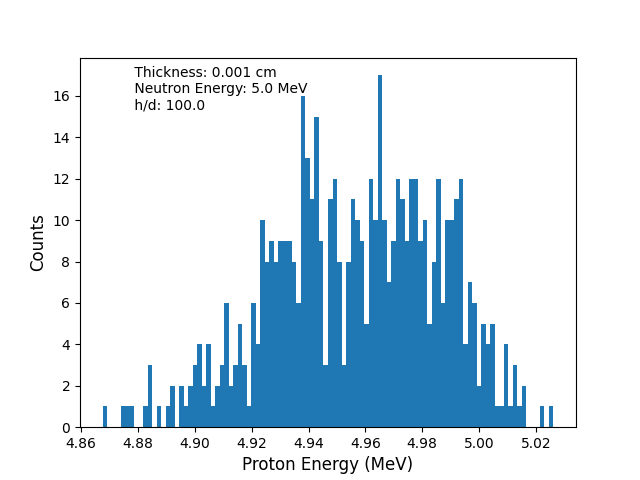 Thickness: 0.001 cm
Neutron Energy: 5.0 MeV
h/d: 100.0
16
14
12
10
8
6
4
2
0
Counts
4.86 4.88 4.90 4.92 4.94 4.96 4.98 5.00 5.02
Proton Energy (MeV)